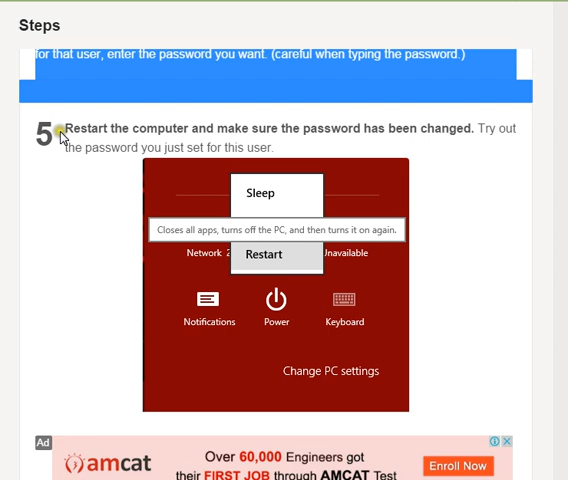 Steps
for that user, enter the password you want. (careful when typing the password.)
5 Restart the computer and make sure the password has been changed. Try out
the password you just set for this user.
Sleep
Closes all apps, turns off the PC, and then turns it on again.
Restart
Network 2
Unavailable
Notifications
Power
Keyboard
Change PC settings
Ad
amcat
Over 60,000 Engineers got
their FIRST JOB through AMCAT Test
Enroll Now